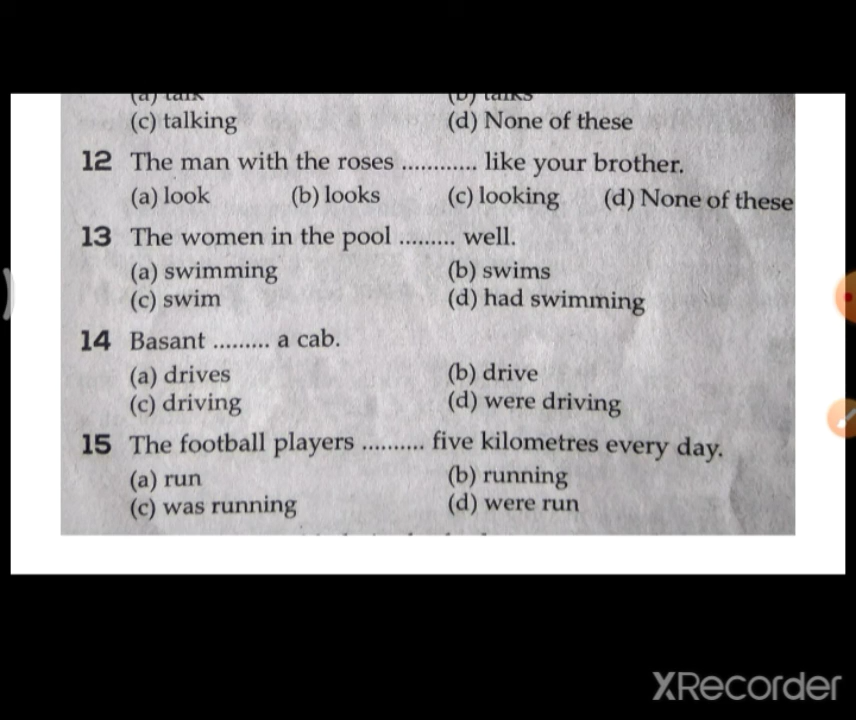 (a) talk (b) talks
(c) talking (d) None of these
12 The man with the roses ............ like your brother.
(a) look (b) looks (c) looking (d) None of these
13 The women in the pool ......... well.
(a) swimming (b) swims
(c) swim (d) had swimming
14 Basant ......... a cab.
(a) drives (b) drive
(c) driving (d) were driving
15 The football players .......... five kilometres every day.
(a) run (b) running
(c) was running (d) were run
XRecorder